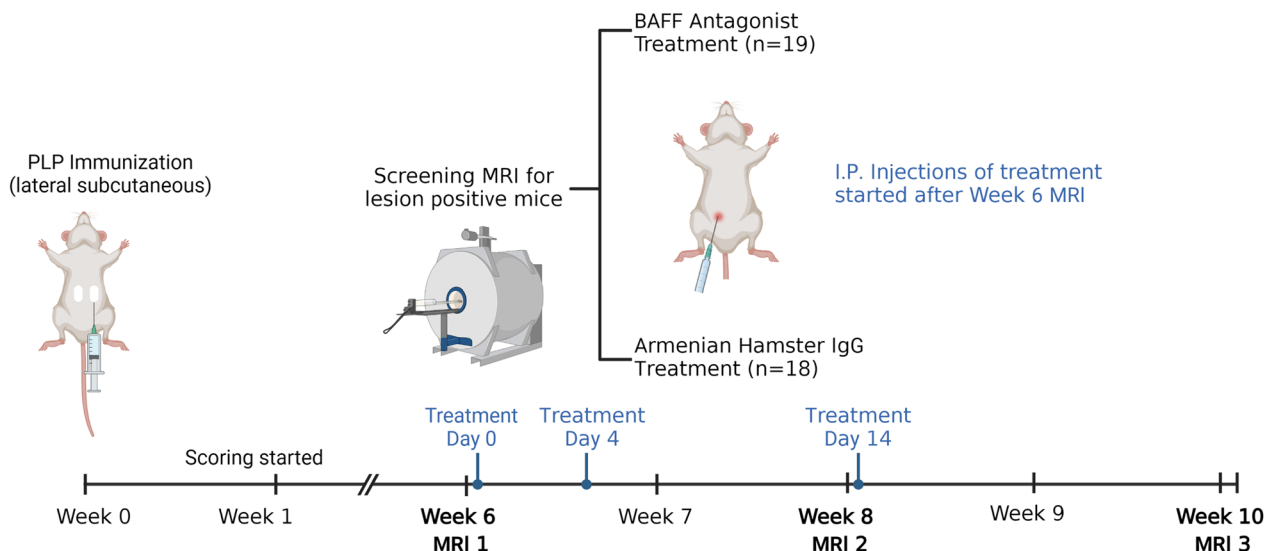 BAFF Antagonist
Treatment (n=19)
PLP Immunization
(lateral subcutaneous)
Screening MRI for
lesion positive mice
I.P. Injections of treatment
started after Week 6 MRI
Armenian Hamster IgG
Treatment (n=18)
Treatment
Day 0
Treatment
Day 4
Treatment
Day 14
Scoring started
Week 0
Week 1
Week 6
MRI 1
Week 7
Week 8
MRI 2
Week 9
Week 10
MRI 3